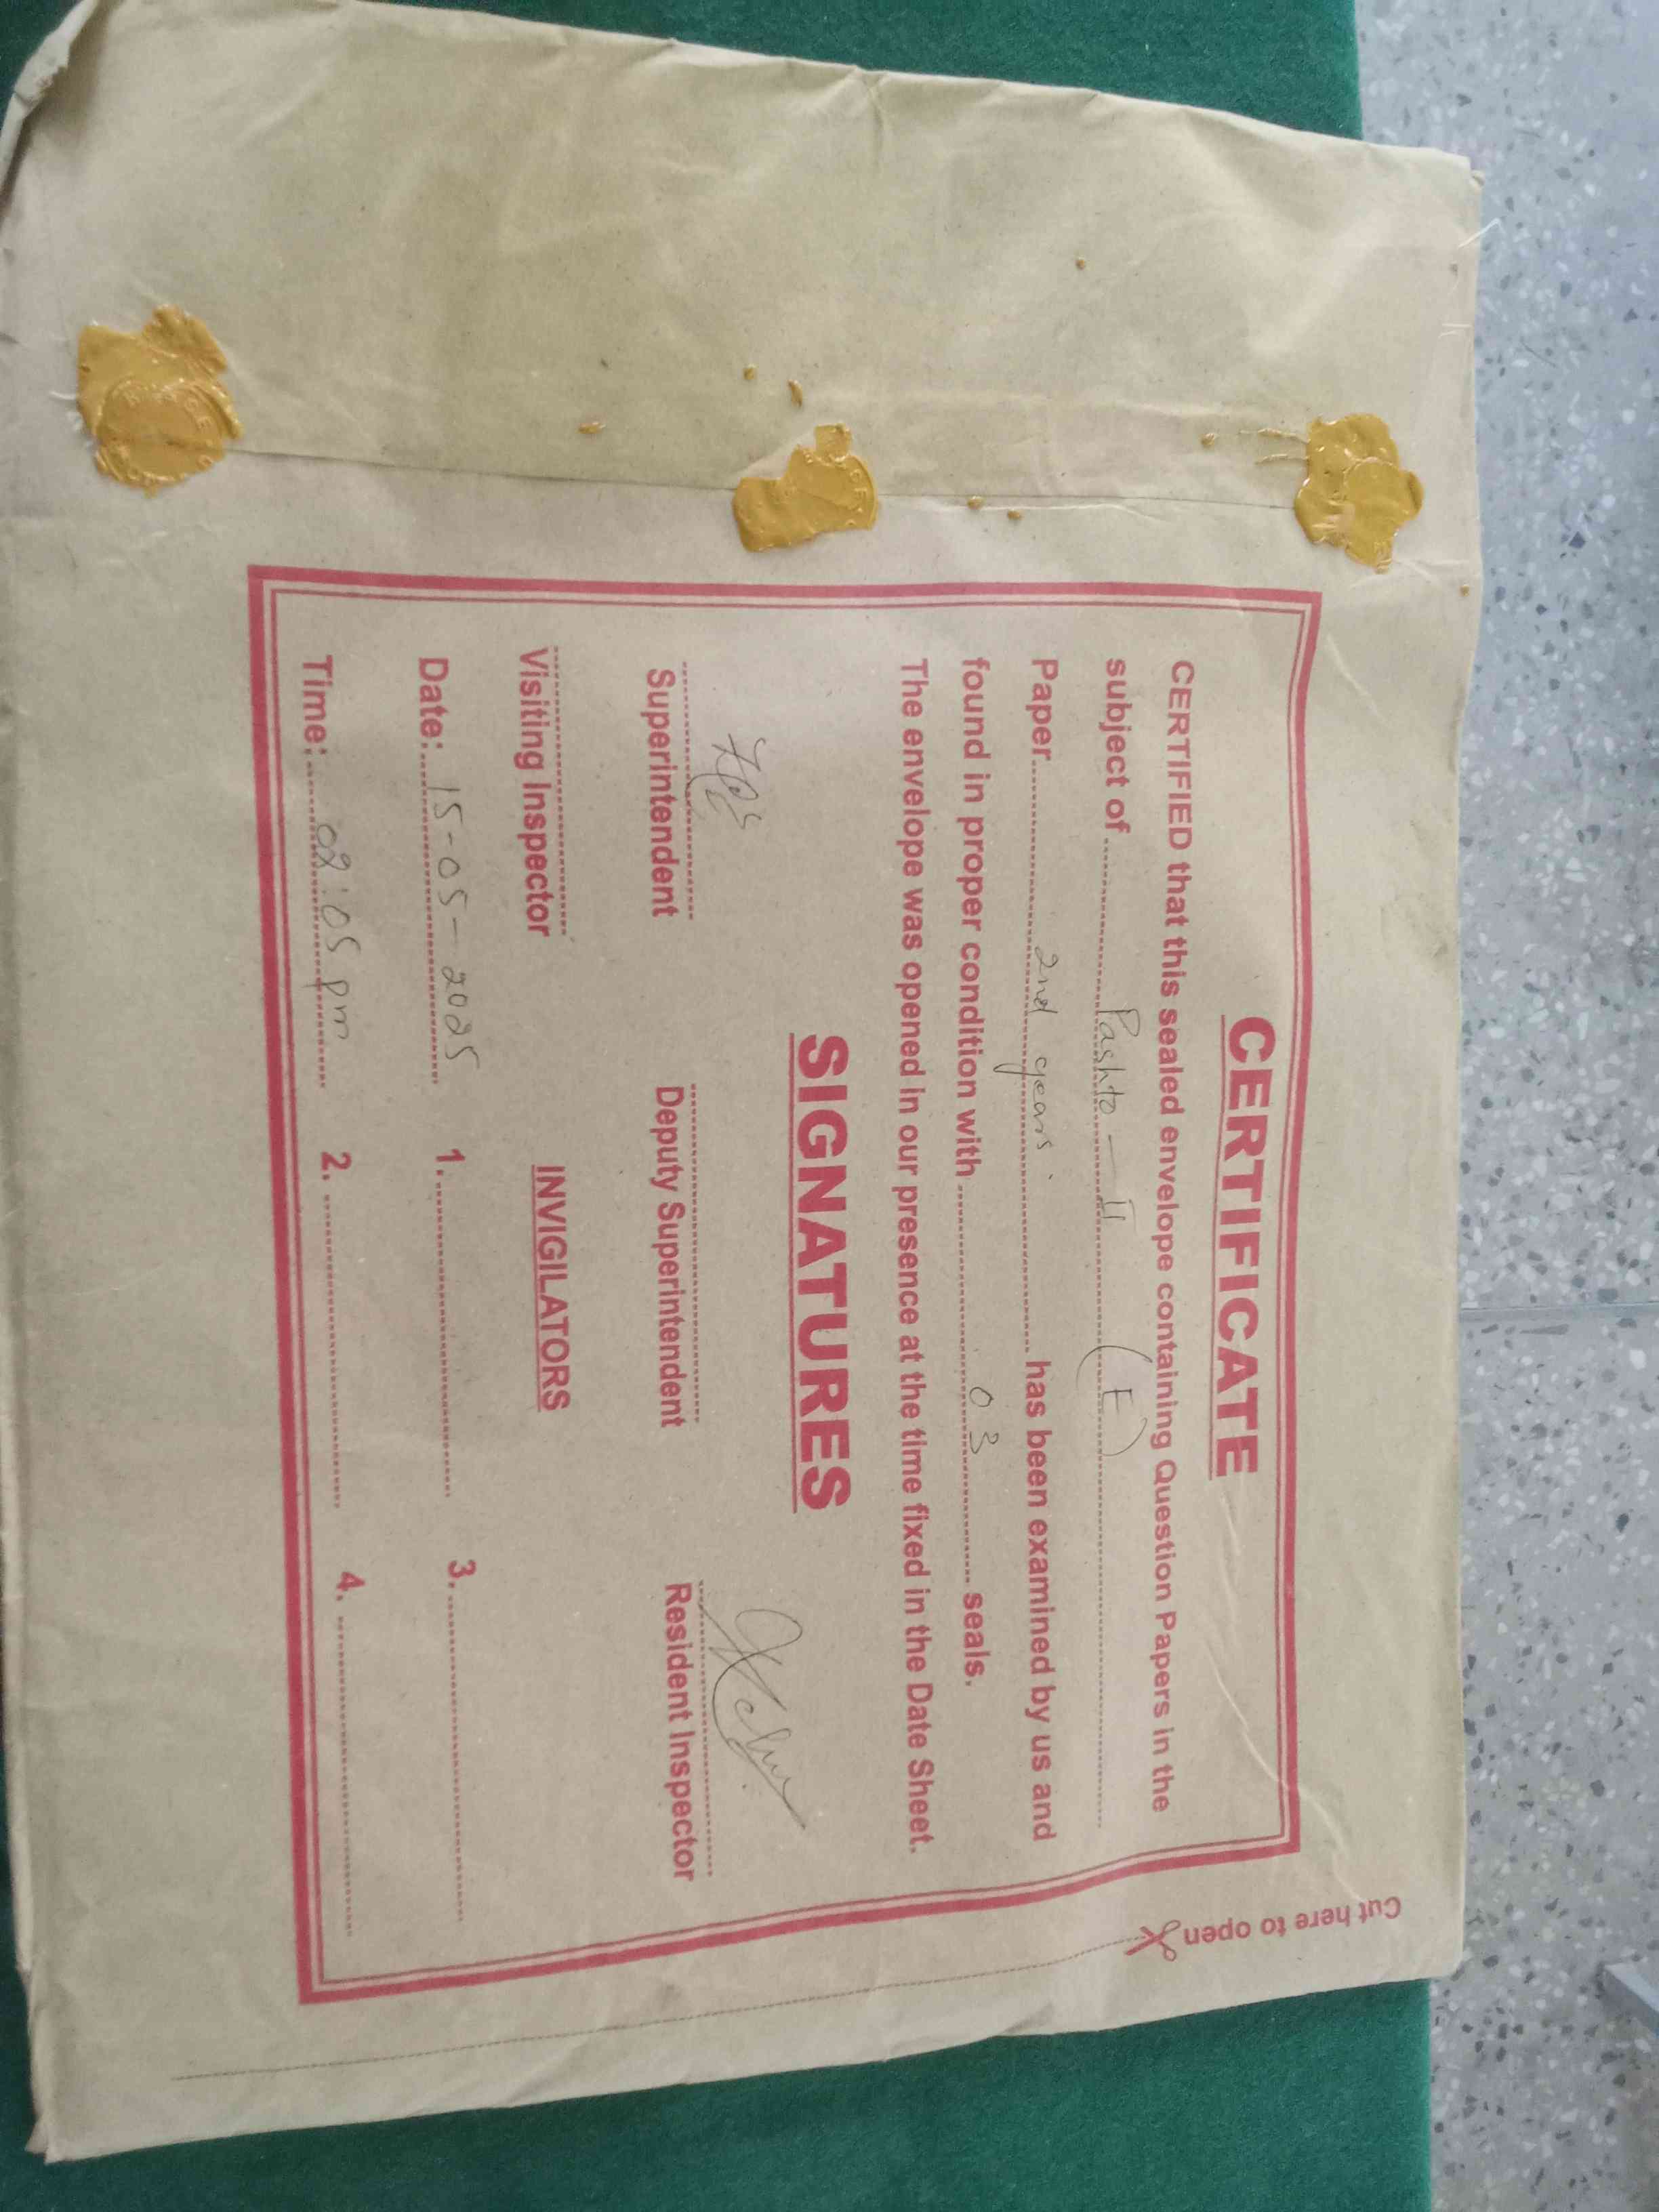 Cut here to open
CERTIFICATE
CERTIFIED that this sealed envelope containing Question Papers in the
subject of Pashto - II (E)
Paper 2nd years. has been examined by us and
found in proper condition with 03 seals.
The envelope was opened in our presence at the time fixed in the Date Sheet.
SIGNATURES
Superintendent Deputy Superintendent Resident Inspector
Visiting Inspector INVIGILATORS
Date: 15-05-2025 1. 3.
Time: 02:05 pm 2. 4.